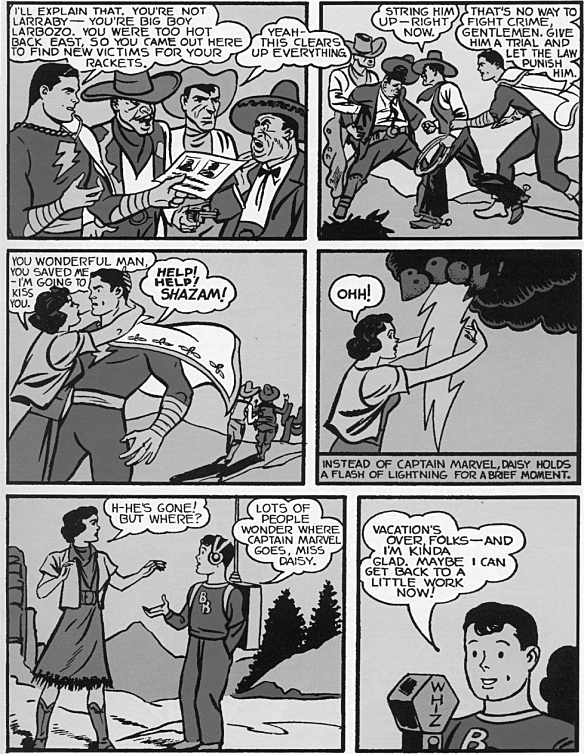 I'LL EXPLAIN THAT. YOU'RE NOT
LARRABY—YOU'RE BIG BOY
LARBOZO. YOU WERE TOO HOT
BACK EAST, SO YOU CAME OUT HERE
TO FIND NEW VICTIMS FOR YOUR
RACKETS.
YEAH—
THIS CLEARS
UP EVERYTHING.
STRING HIM
UP—RIGHT
NOW.
THAT'S NO WAY TO
FIGHT CRIME,
GENTLEMEN. GIVE
HIM A TRIAL AND
LET THE LAW
PUNISH
HIM.
YOU WONDERFUL MAN,
YOU SAVED ME
-I'M GOING TO
KISS
YOU.
HELP!
HELP!
SHAZAM!
OHH!
BOOM
INSTEAD OF CAPTAIN MARVEL, DAISY HOLDS
A FLASH OF LIGHTNING FOR A BRIEF MOMENT.
H-HE'S GONE!
BUT WHERE?
LOTS OF
PEOPLE
WONDER WHERE
CAPTAIN MARVEL
GOES, MISS
DAISY.
B
K
VACATION'S
OVER, FOLKS—AND
I'M KINDA
GLAD. MAYBE I CAN
GET BACK TO A
LITTLE WORK
NOW!
WHIZ
B